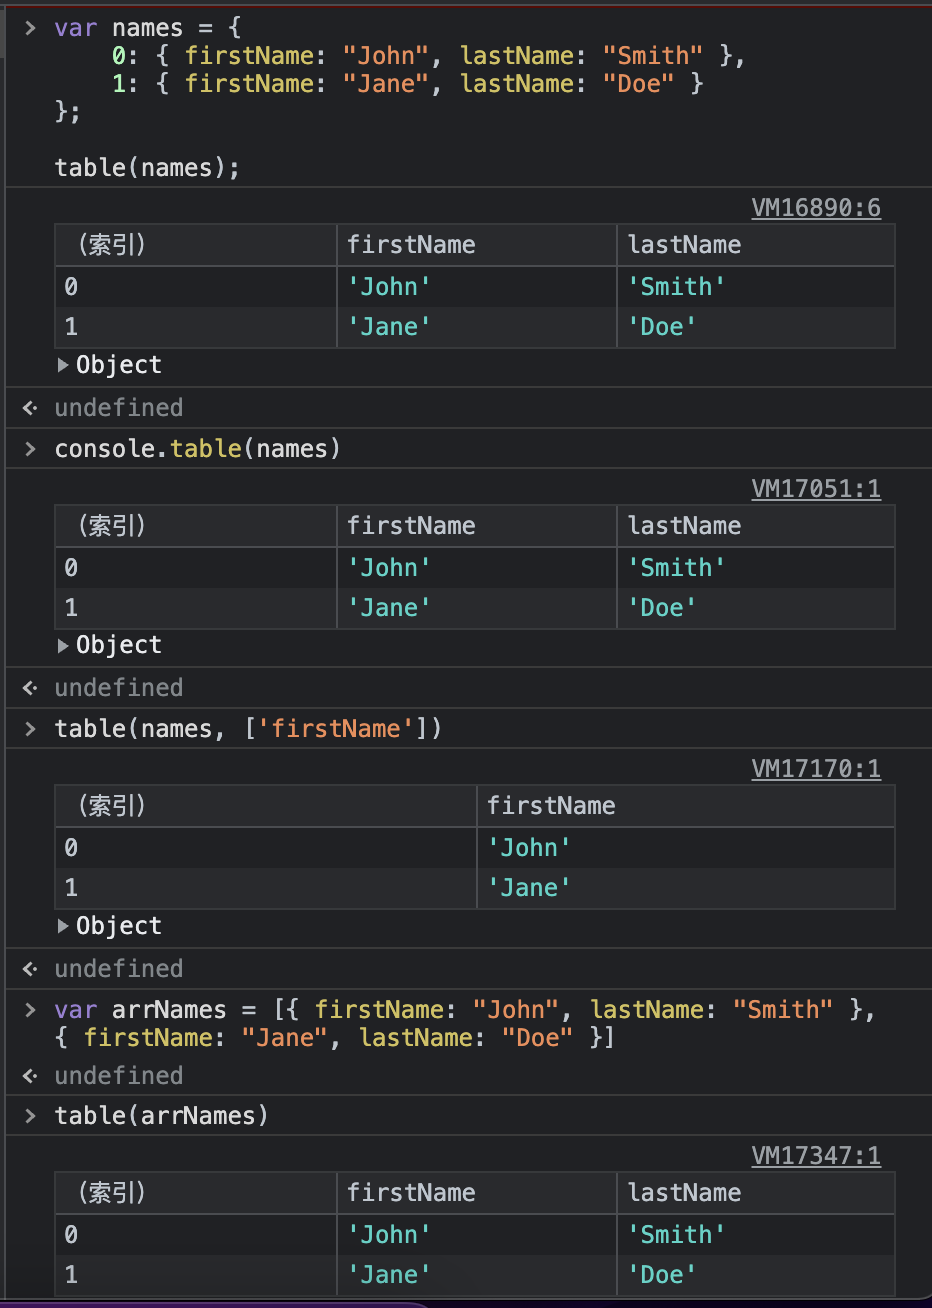 > var names = {
0: { firstName: "John", lastName: "Smith" },
1: { firstName: "Jane", lastName: "Doe" }
};
table(names);
VM16890:6
(索引) firstName lastName
0 'John' 'Smith'
1 'Jane' 'Doe'
▶ Object
undefined
> console.table(names)
VM17051:1
(索引) firstName lastName
0 'John' 'Smith'
1 'Jane' 'Doe'
▶ Object
undefined
> table(names, ['firstName'])
VM17170:1
(索引) firstName
0 'John'
1 'Jane'
▶ Object
undefined
> var arrNames = [{ firstName: "John", lastName: "Smith" },
{ firstName: "Jane", lastName: "Doe" }]
undefined
> table(arrNames)
VM17347:1
(索引) firstName lastName
0 'John' 'Smith'
1 'Jane' 'Doe'